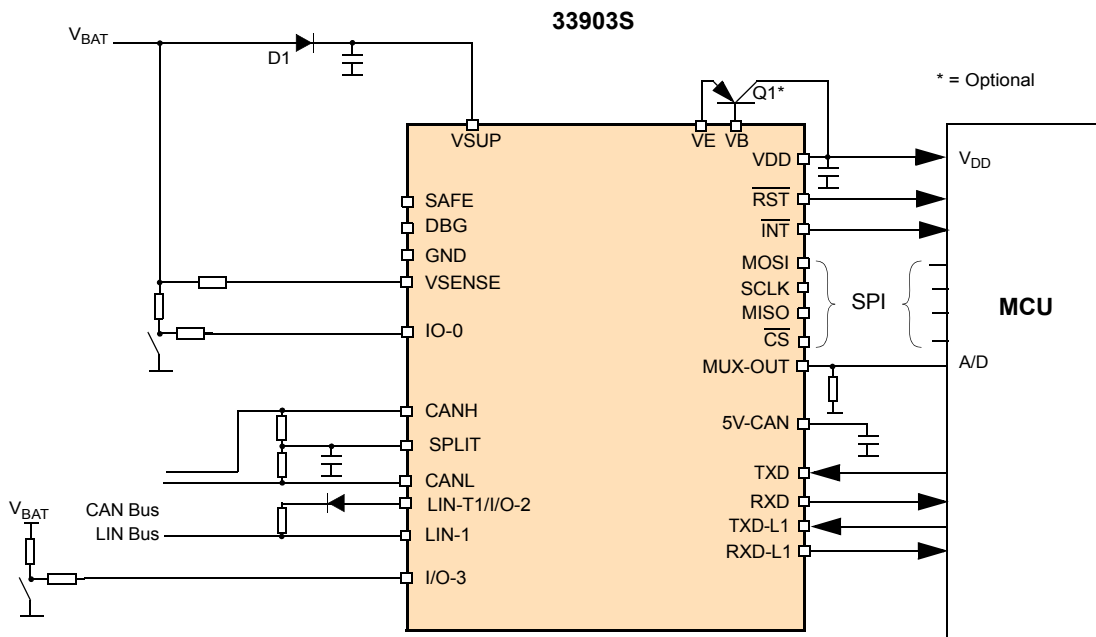 33903S
VBAT
D1
Q1*
* = Optional
VSUP
VE
VB
VDD
VDD
SAFE
RST
DBG
INT
GND
MOSI
VSENSE
SCLK
SPI
MCU
IO-0
MISO
CS
MUX-OUT
A/D
CANH
5V-CAN
SPLIT
CANL
TXD
LIN-T1/I/O-2
RXD
VBAT
CAN Bus
LIN Bus
LIN-1
TXD-L1
RXD-L1
I/O-3